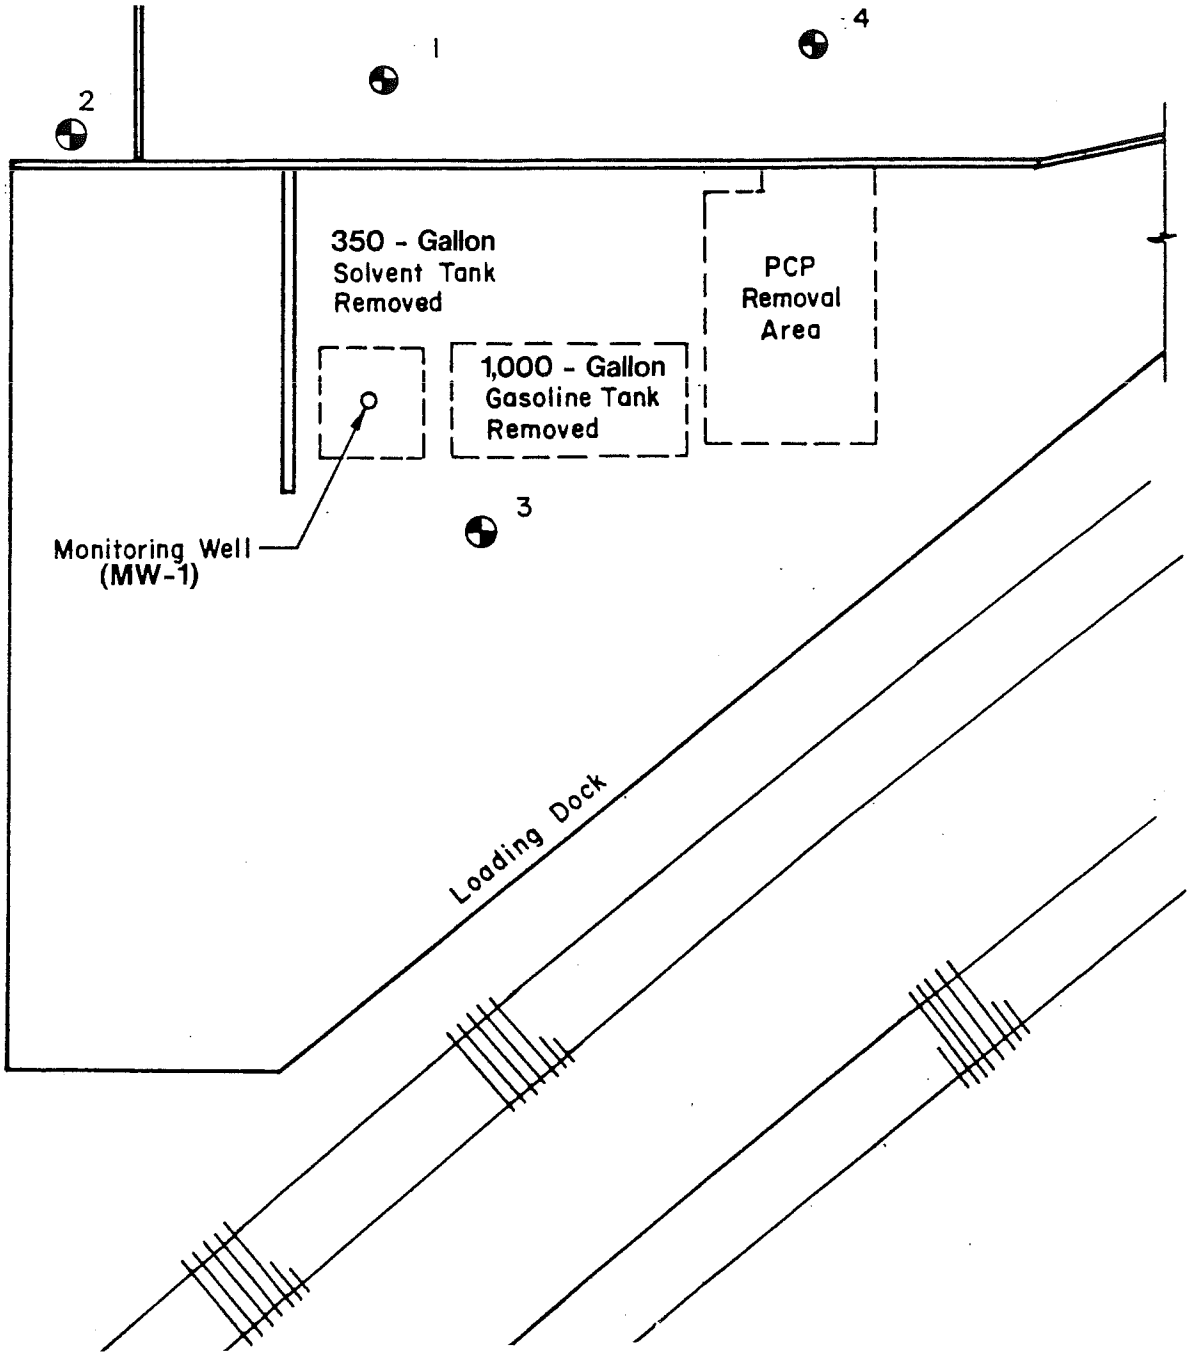 4
1
2
350 - Gallon
Solvent Tank
Removed
PCP
Removal
Area
1,000 - Gallon
Gasoline Tank
Removed
3
Monitoring Well
(MW-1)
Loading Dock